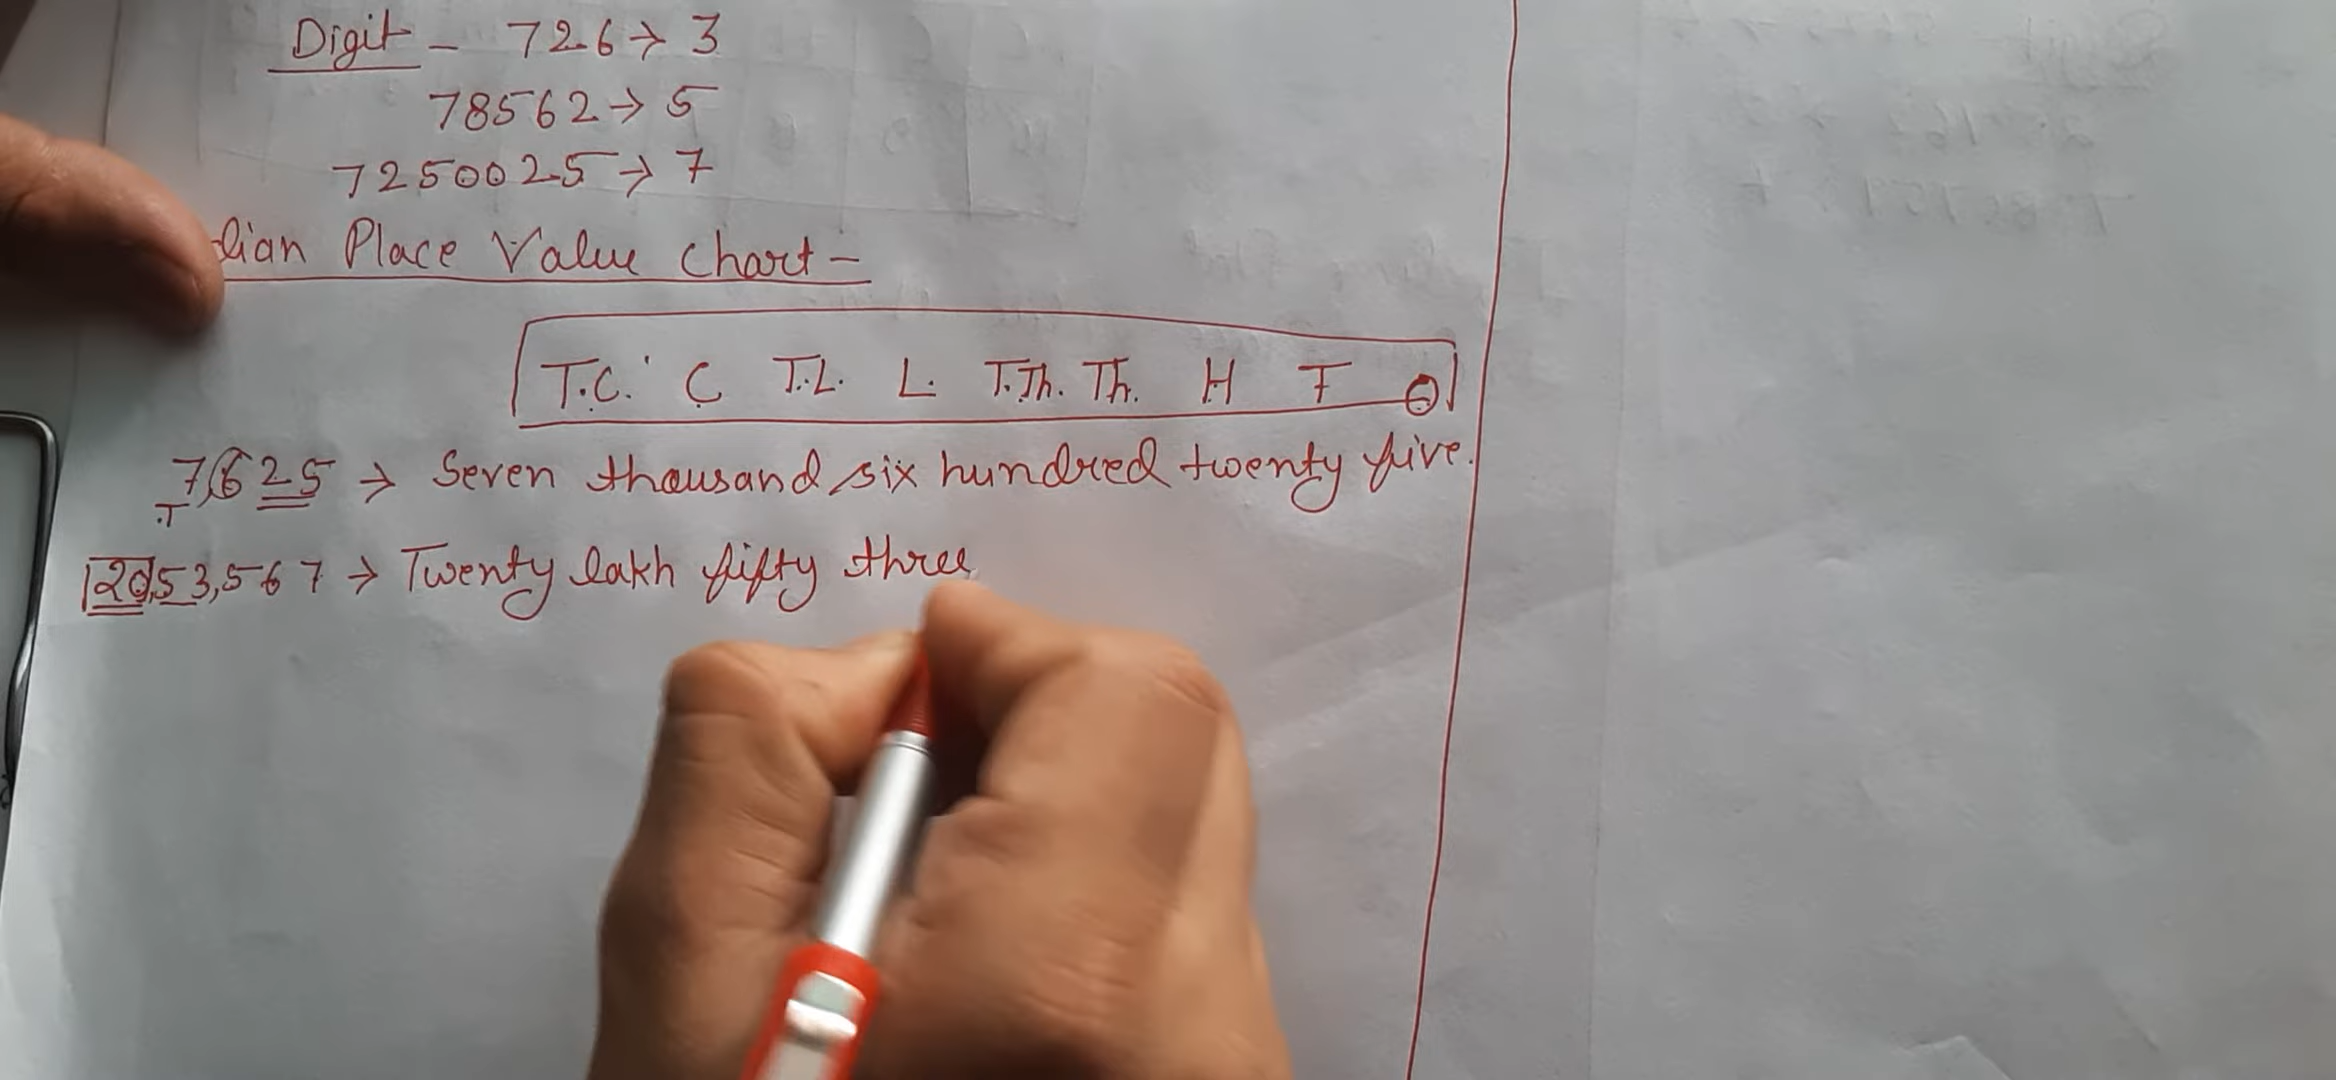 Digit - 726 → 3
78562 → 5
7250025 → 7
dian Place Value Chart -
T.C. C T.L. L. T.Th. Th. H T O
7,625 → Seven thousand six hundred twenty five.
T
20,53,567 → Twenty lakh fifty three